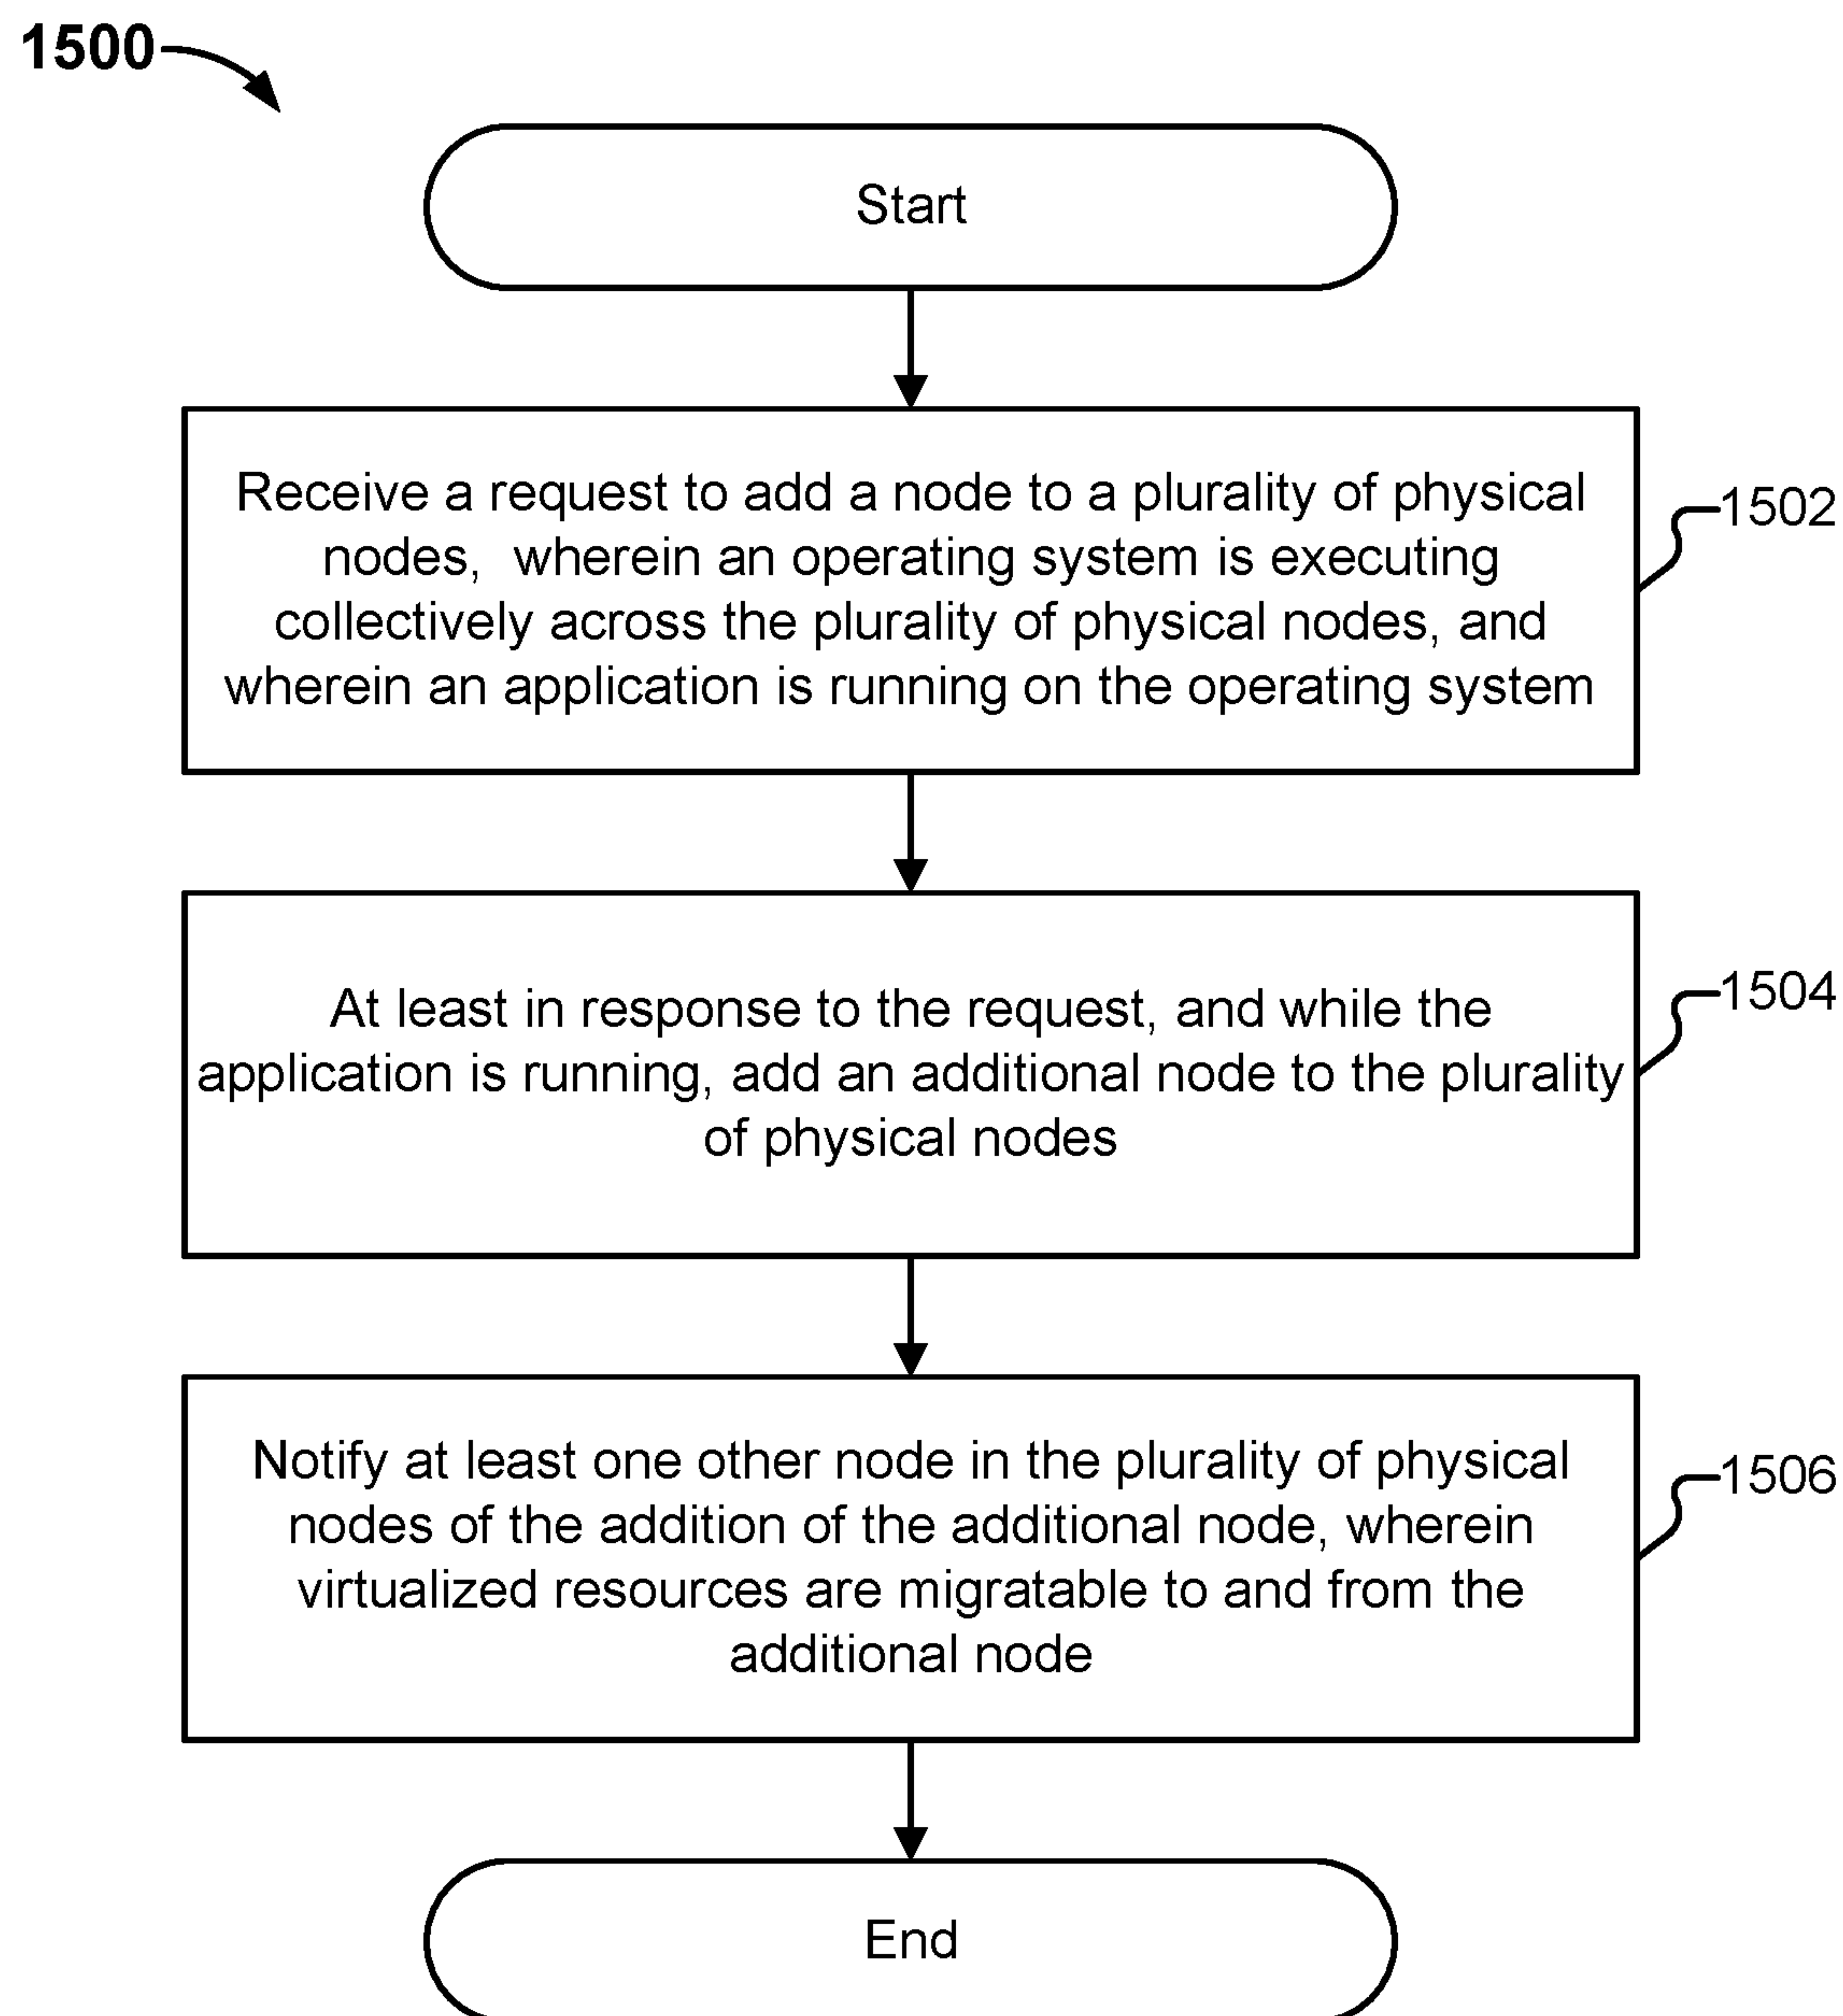 1500
Start
Receive a request to add a node to a plurality of physical
nodes,  wherein an operating system is executing
collectively across the plurality of physical nodes, and
wherein an application is running on the operating system
1502
At least in response to the request, and while the
application is running, add an additional node to the plurality
of physical nodes
1504
Notify at least one other node in the plurality of physical
nodes of the addition of the additional node, wherein
virtualized resources are migratable to and from the
additional node
1506
End